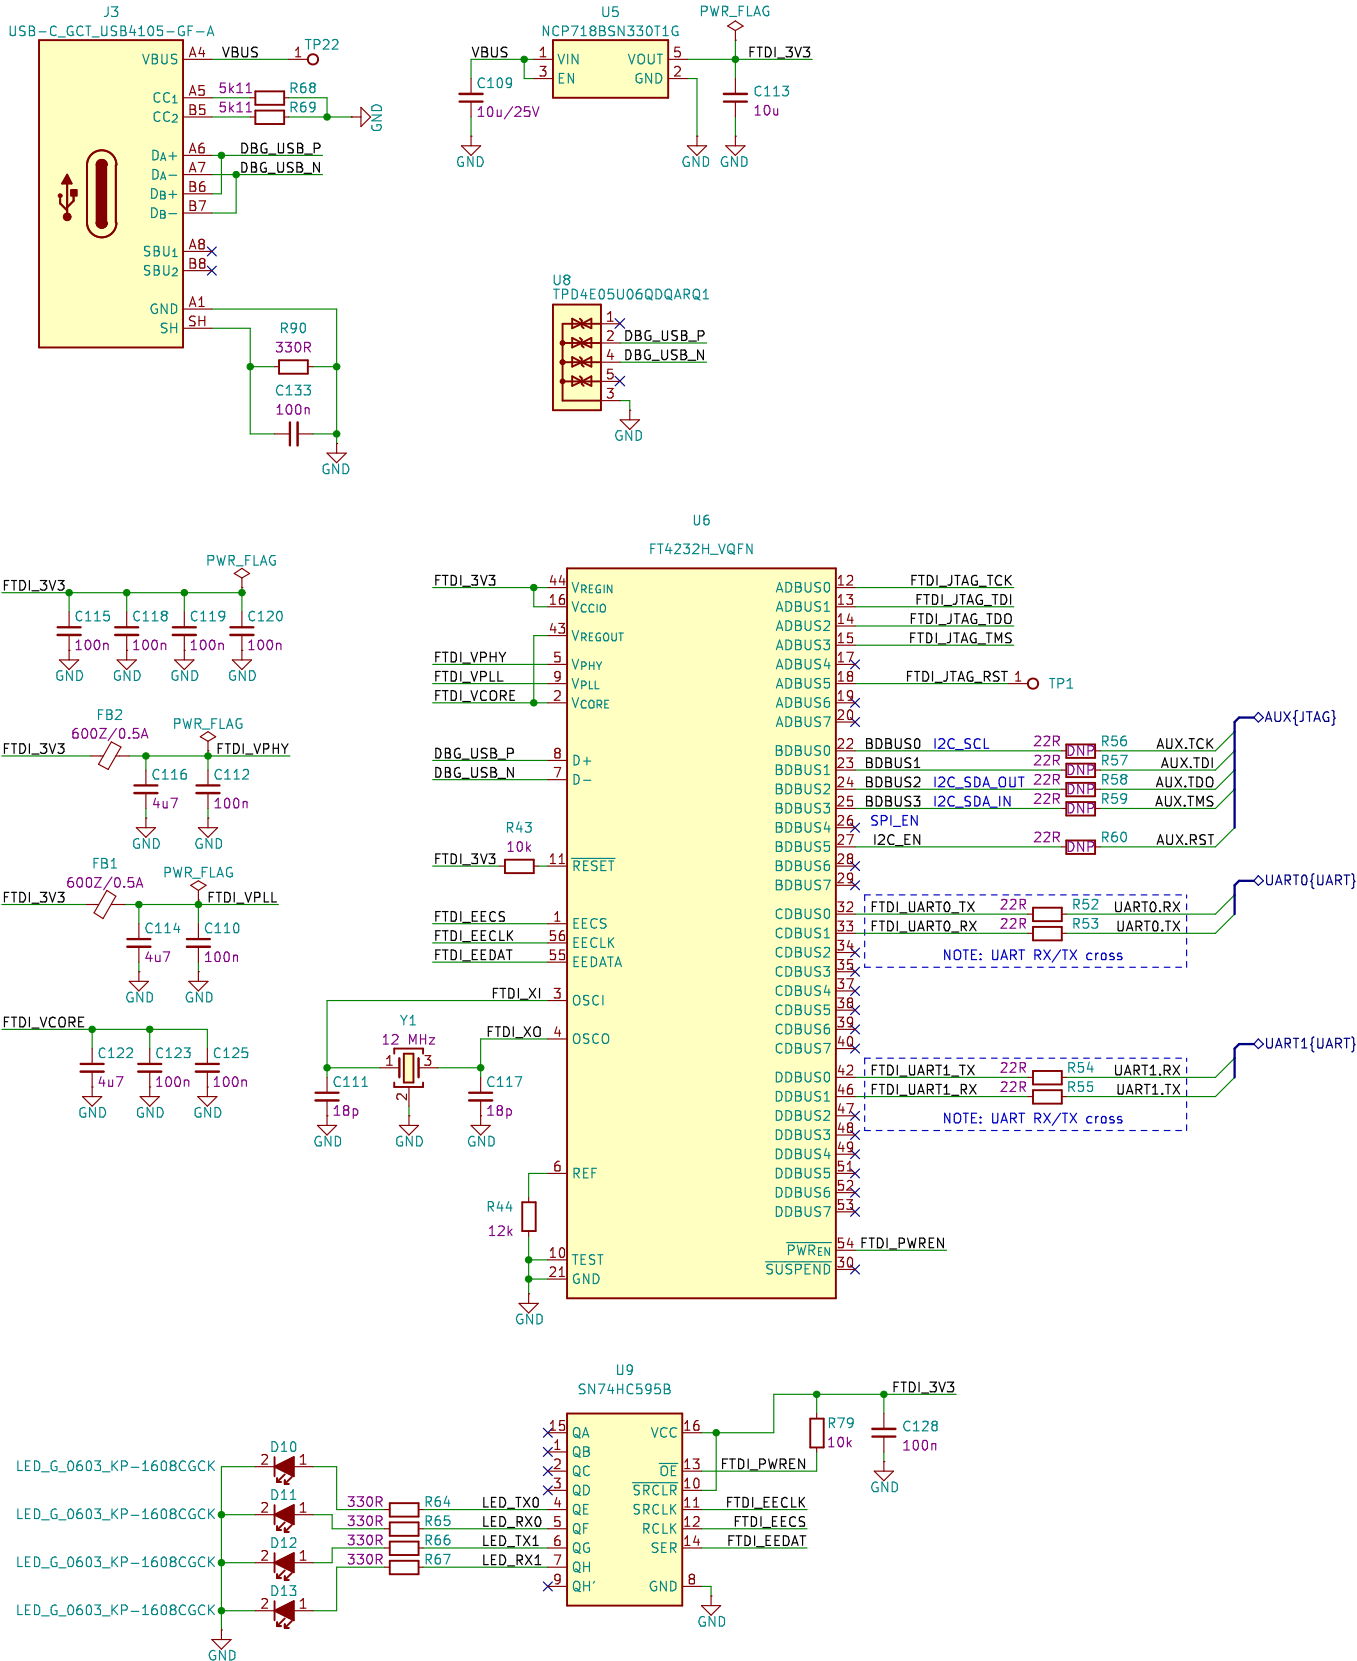 J3
USB-C_GCT_USB4105-GF-A
VBUS A4 VBUS 1 TP22
CC1 A5 5k11 R68
CC2 B5 5k11 R69
GND
DA+ A6 DBG_USB_P
DA- A7 DBG_USB_N
DB+ B6
DB- B7
SBU1 A8
SBU2 B8
GND A1
SH SH
R90
330R
C133
100n
GND
U5
NCP718BSN330T1G
PWR_FLAG
VBUS 1 VIN VOUT 5 FTDI_3V3
3 EN GND 2
C109
10u/25V
C113
10u
GND GND GND
U8
TPD4E05U06QDQARQ1
1
2 DBG_USB_P
4 DBG_USB_N
5
3
GND
PWR_FLAG
FTDI_3V3
C115 C118 C119 C120
100n 100n 100n 100n
GND GND GND GND
FB2
600Z/0.5A
PWR_FLAG
FTDI_3V3 FTDI_VPHY
C116 C112
4u7 100n
GND GND
FB1
600Z/0.5A
PWR_FLAG
FTDI_3V3 FTDI_VPLL
C114 C110
4u7 100n
GND GND
FTDI_VCORE
C122 C123 C125
4u7 100n 100n
GND GND GND
U6
FT4232H_VQFN
FTDI_3V3 44 VREGIN
16 VCCIO
43 VREGOUT
FTDI_VPHY 5 VPHY
FTDI_VPLL 9 VPLL
FTDI_VCORE 2 VCORE
DBG_USB_P 8 D+
DBG_USB_N 7 D-
R43
10k
FTDI_3V3 11 RESET
FTDI_EECS 1 EECS
FTDI_EECLK 56 EECLK
FTDI_EEDAT 55 EEDATA
FTDI_XI 3 OSCI
FTDI_XO 4 OSCO
Y1
12 MHz
1 3
2
C111 C117
18p 18p
GND GND GND
6 REF
R44
12k
10 TEST
21 GND
GND
ADBUS0 12 FTDI_JTAG_TCK
ADBUS1 13 FTDI_JTAG_TDI
ADBUS2 14 FTDI_JTAG_TDO
ADBUS3 15 FTDI_JTAG_TMS
ADBUS4 17
ADBUS5 18 FTDI_JTAG_RST 1 TP1
ADBUS6 19
ADBUS7 20
AUX{JTAG}
BDBUS0 22 BDBUS0 I2C_SCL 22R DNP R56 AUX.TCK
BDBUS1 23 BDBUS1 22R DNP R57 AUX.TDI
BDBUS2 24 BDBUS2 I2C_SDA_OUT 22R DNP R58 AUX.TDO
BDBUS3 25 BDBUS3 I2C_SDA_IN 22R DNP R59 AUX.TMS
BDBUS4 26 SPI_EN
BDBUS5 27 I2C_EN 22R DNP R60 AUX.RST
BDBUS6 28
BDBUS7 29
UART0{UART}
CDBUS0 32 FTDI_UART0_TX 22R R52 UART0.RX
CDBUS1 33 FTDI_UART0_RX 22R R53 UART0.TX
CDBUS2 34 NOTE: UART RX/TX cross
CDBUS3 35
CDBUS4 37
CDBUS5 38
CDBUS6 39
CDBUS7 40
UART1{UART}
DDBUS0 42 FTDI_UART1_TX 22R R54 UART1.RX
DDBUS1 46 FTDI_UART1_RX 22R R55 UART1.TX
DDBUS2 47 NOTE: UART RX/TX cross
DDBUS3 48
DDBUS4 49
DDBUS5 51
DDBUS6 52
DDBUS7 53
PWREN 54 FTDI_PWREN
SUSPEND 30
U9
SN74HC595B
15 QA VCC 16 FTDI_3V3
1 QB
2 QC OE 13 FTDI_PWREN
3 QD SRCLR 10
LED_TX0 4 QE SRCLK 11 FTDI_EECLK
LED_RX0 5 QF RCLK 12 FTDI_EECS
LED_TX1 6 QG SER 14 FTDI_EEDAT
LED_RX1 7 QH
9 QH' GND 8
GND
R79
10k
C128
100n
GND
D10
LED_G_0603_KP-1608CGCK 2 1
D11
LED_G_0603_KP-1608CGCK 2 1
D12
LED_G_0603_KP-1608CGCK 2 1
D13
LED_G_0603_KP-1608CGCK 2 1
330R R64
330R R65
330R R66
330R R67
GND